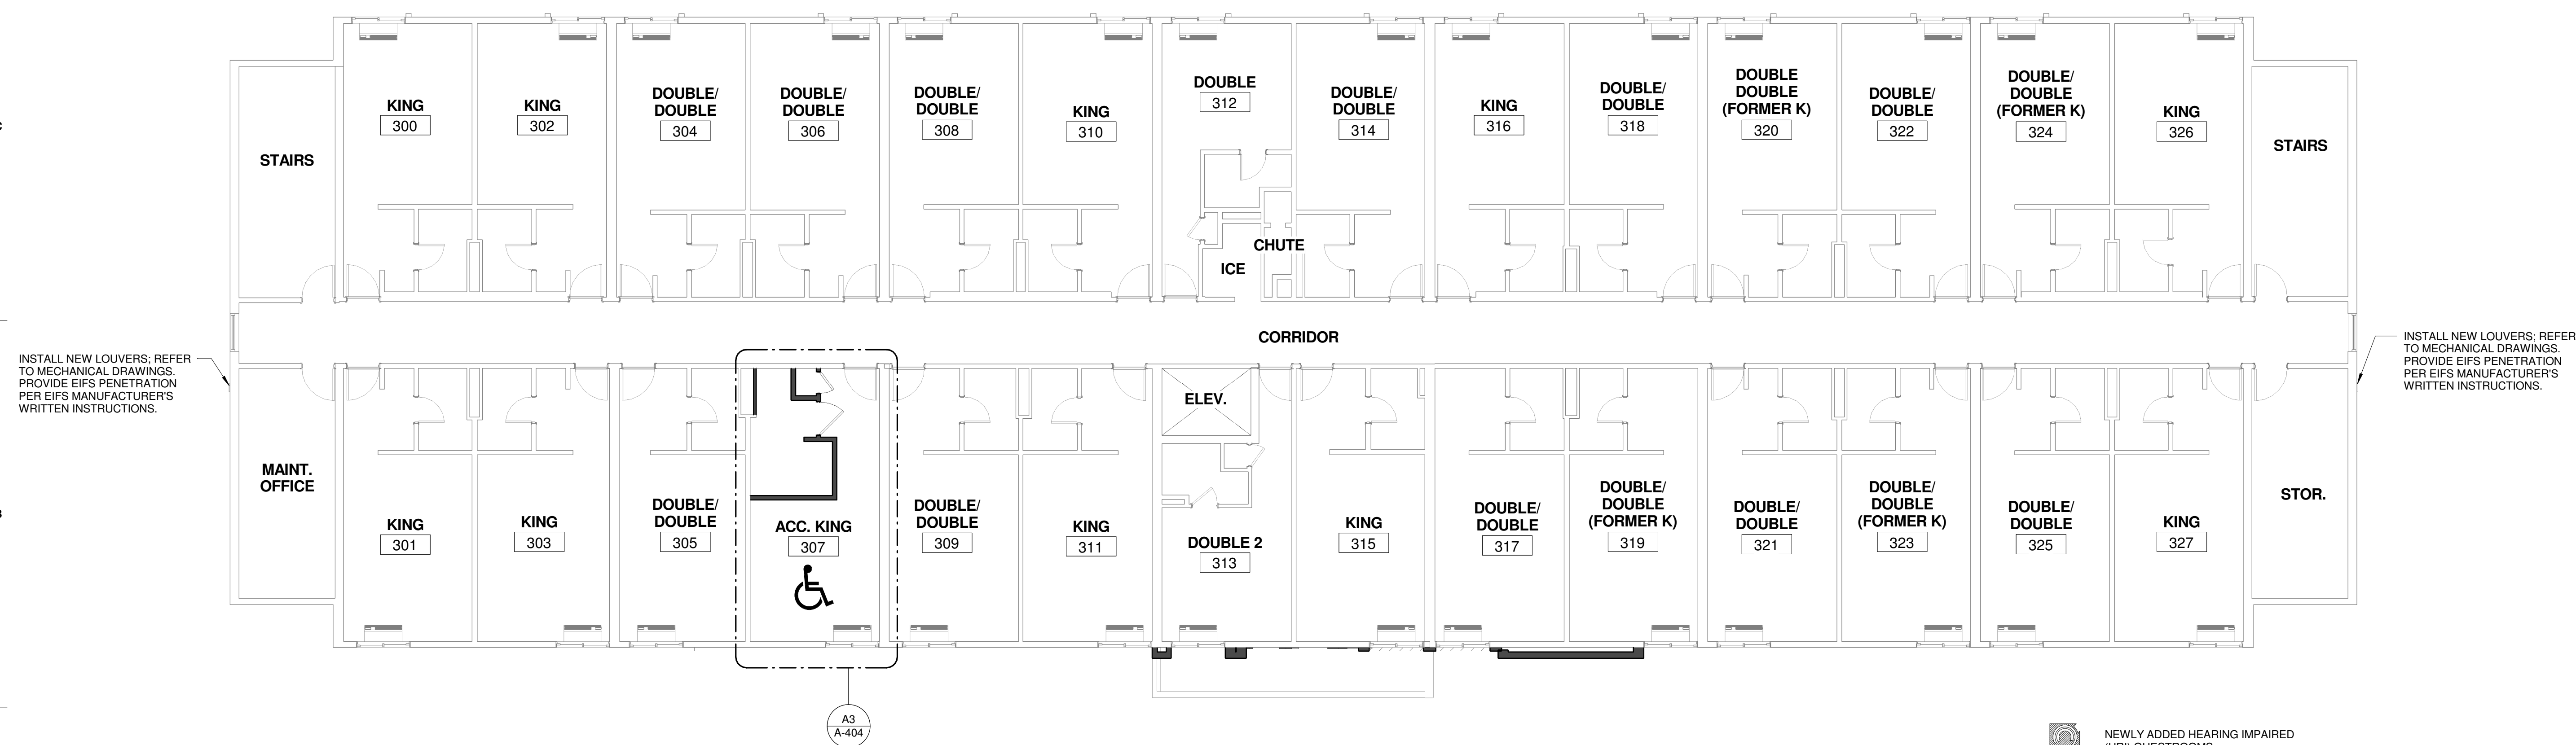 KING
300
KING
302
DOUBLE/
DOUBLE
304
DOUBLE/
DOUBLE
306
DOUBLE/
DOUBLE
308
KING
310
DOUBLE
312
DOUBLE/
DOUBLE
314
KING
316
DOUBLE/
DOUBLE
318
DOUBLE
DOUBLE
(FORMER K)
320
DOUBLE/
DOUBLE
322
DOUBLE/
DOUBLE
(FORMER K)
324
KING
326
STAIRS
STAIRS
CHUTE
ICE
CORRIDOR
INSTALL NEW LOUVERS; REFER
TO MECHANICAL DRAWINGS.
PROVIDE EIFS PENETRATION
PER EIFS MANUFACTURER'S
WRITTEN INSTRUCTIONS.
INSTALL NEW LOUVERS; REFER
TO MECHANICAL DRAWINGS.
PROVIDE EIFS PENETRATION
PER EIFS MANUFACTURER'S
WRITTEN INSTRUCTIONS.
ELEV.
MAINT.
OFFICE
KING
301
KING
303
DOUBLE/
DOUBLE
305
ACC. KING
307
DOUBLE/
DOUBLE
309
KING
311
DOUBLE 2
313
KING
315
DOUBLE/
DOUBLE
317
DOUBLE/
DOUBLE
(FORMER K)
319
DOUBLE/
DOUBLE
321
DOUBLE/
DOUBLE
(FORMER K)
323
DOUBLE/
DOUBLE
325
KING
327
STOR.
A3
A-404
NEWLY ADDED HEARING IMPAIRED